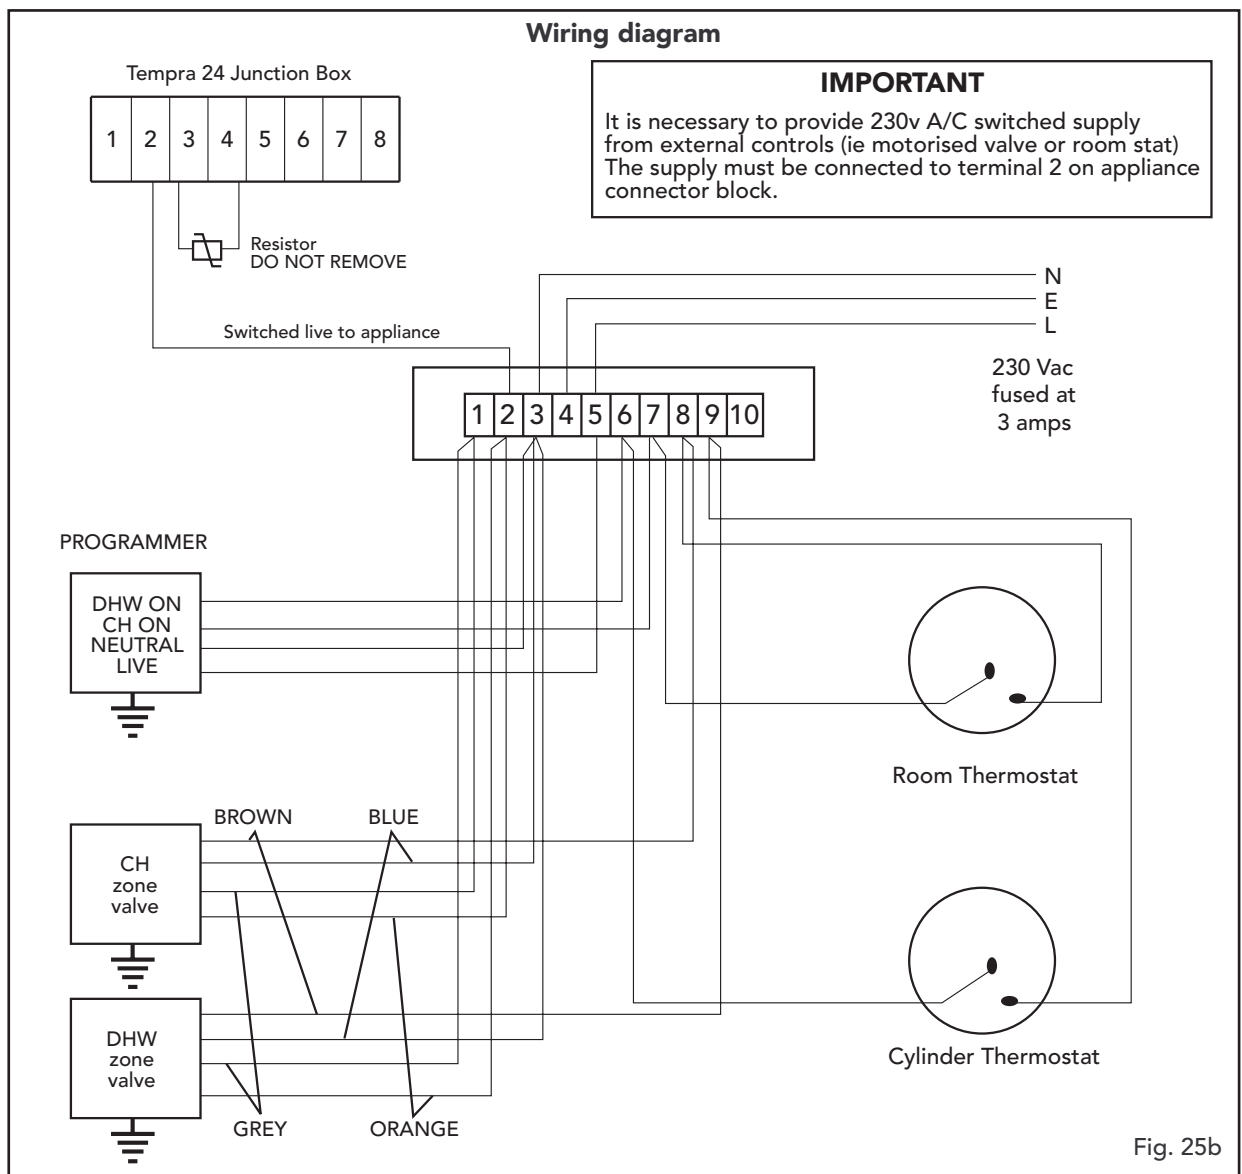 Wiring diagram
Tempra 24 Junction Box
1 2 3 4 5 6 7 8
IMPORTANT
It is necessary to provide 230v A/C switched supply
from external controls (ie motorised valve or room stat)
The supply must be connected to terminal 2 on appliance
connector block.
Resistor
DO NOT REMOVE
N
E
L
Switched live to appliance
230 Vac
fused at
3 amps
1 2 3 4 5 6 7 8 9 10
PROGRAMMER
DHW ON
CH ON
NEUTRAL
LIVE
Room Thermostat
BROWN
BLUE
CH
zone
valve
DHW
zone
valve
Cylinder Thermostat
GREY
ORANGE
Fig. 25b